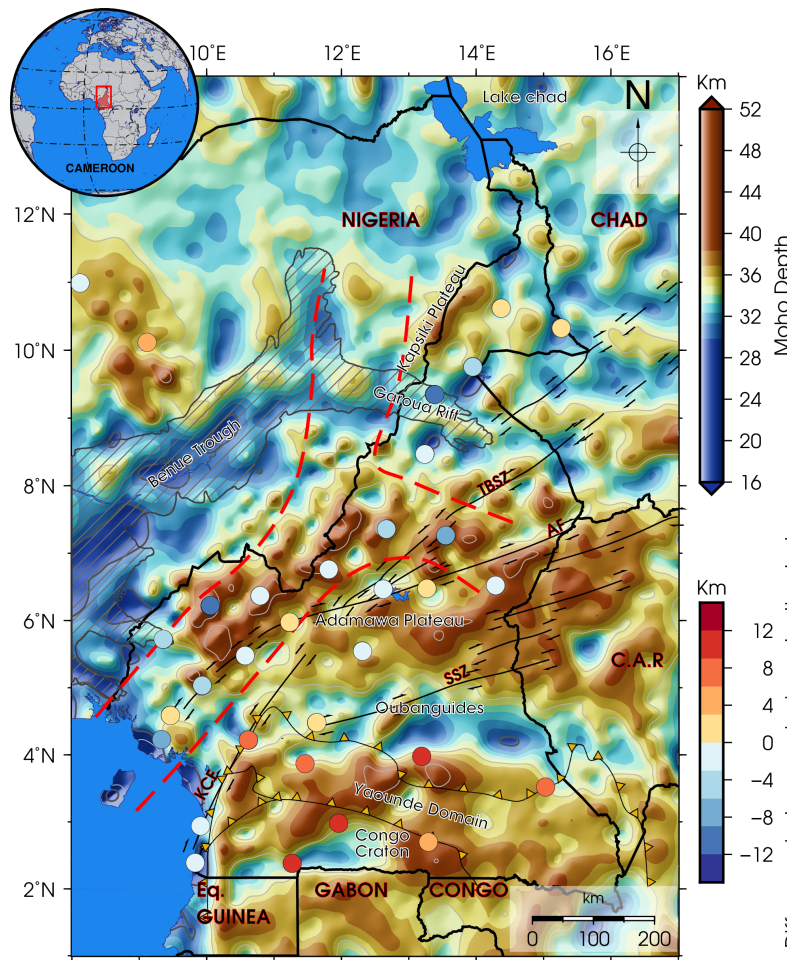 10°E 12°E 14°E 16°E
Km
Lake chad
N
52
48
44
40
36
32
28
24
20
16
Moho Depth
CAMEROON
12°N
NIGERIA
CHAD
Kapsiki Plateau
10°N
Garoua Rift
Benue Trough
8°N
TBSZ
AF
Km
12
8
4
0
−4
−8
−12
6°N
Adamawa Plateau
C.A.R
SSZ
Oubanguides
4°N
KCF
Yaounde Domain
Congo
Craton
2°N
Eq.
GUINEA
GABON
CONGO
km
0 100 200